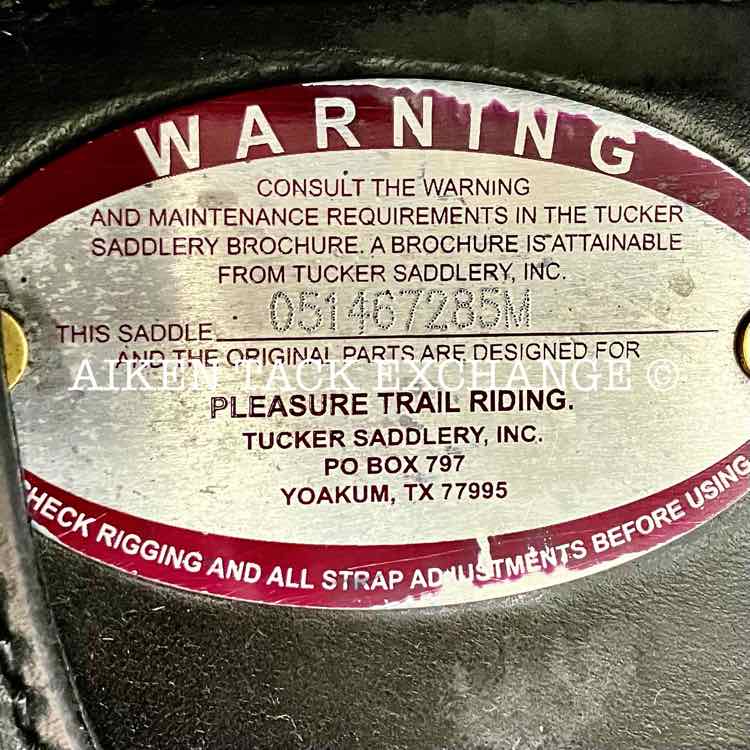 WARNING
CONSULT THE WARNING
AND MAINTENANCE REQUIREMENTS IN THE TUCKER
SADDLERY BROCHURE. A BROCHURE IS ATTAINABLE
FROM TUCKER SADDLERY, INC.
051467285M
THIS SADDLE
AND THE ORIGINAL PARTS ARE DESIGNED FOR
AIKEN TACK EXCHANGE ©
PLEASURE TRAIL RIDING.
TUCKER SADDLERY, INC.
PO BOX 797
YOAKUM, TX 77995
CHECK RIGGING AND ALL STRAP ADJUSTMENTS BEFORE USING